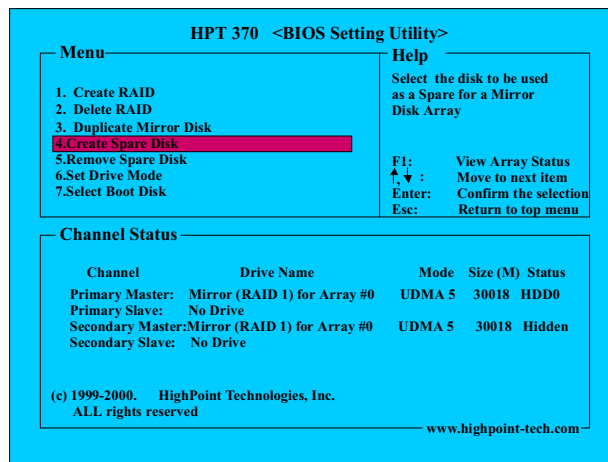 HPT 370 <BIOS Setting Utility>
Menu
1. Create RAID
2. Delete RAID
3. Duplicate Mirror Disk
4.Create Spare Disk
5.Remove Spare Disk
6.Set Drive Mode
7.Select Boot Disk
Help
Select the disk to be used
as a Spare for a Mirror
Disk Array
F1: View Array Status
↑,↓ : Move to next item
Enter: Confirm the selection
Esc: Return to top menu
Channel Status
Channel Drive Name Mode Size (M) Status
Primary Master: Mirror (RAID 1) for Array #0 UDMA 5 30018 HDD0
Primary Slave: No Drive
Secondary Master:Mirror (RAID 1) for Array #0 UDMA 5 30018 Hidden
Secondary Slave: No Drive
(c) 1999-2000. HighPoint Technologies, Inc.
ALL rights reserved
www.highpoint-tech.com